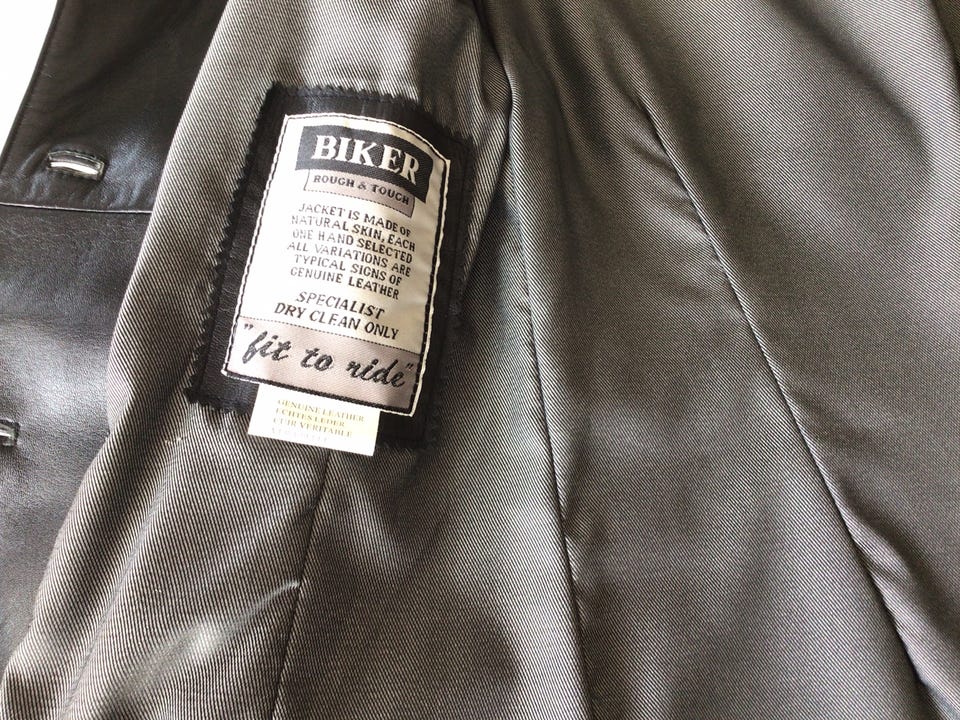 BIKER
ROUGH & TOUCH
JACKET IS MADE OF
NATURAL SKIN, EACH
ONE HAND SELECTED
ALL VARIATIONS ARE
TYPICAL SIGNS OF
GENUINE LEATHER
SPECIALIST
DRY CLEAN ONLY
"fit to ride"
GENUINE LEATHER
ECHTES LEDER
CUIR VERITABLE